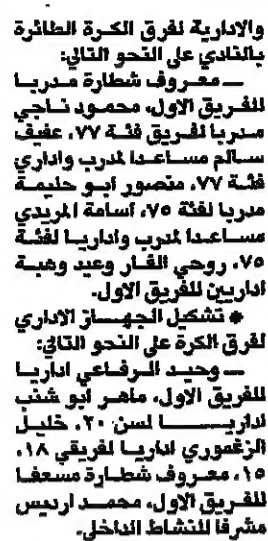 والادارية لفرق الكرة الطائرة
بالنادي على النحو التالي:
— معروف شطارة مدربا
للفريق الاول، محمود ناجي
مدربا لفريق فئة ٧٧، عفيف
سالم مساعدا لمدرب واداري
فئة ٧٧، منصور ابو حليمة
مدربا لفئة ٧٥، اسامة المريدي
مساعدا لمدرب واداريا لفئة
٧٥، روحي الفار وعيد وهبة
اداريين للفريق الاول.
● تشكيل الجهاز الاداري
لفرق الكرة على النحو التالي:
— وحيد الرفاعي اداريا
للفريق الاول، ماهر ابو شنب
اداريا لسن ٢٠، خليل
الزغموري اداريا لفريقي ١٨،
١٥، معروف شطارة مسعفا
للفريق الاول، محمد ارديس
مشرفا للنشاط الداخلي.